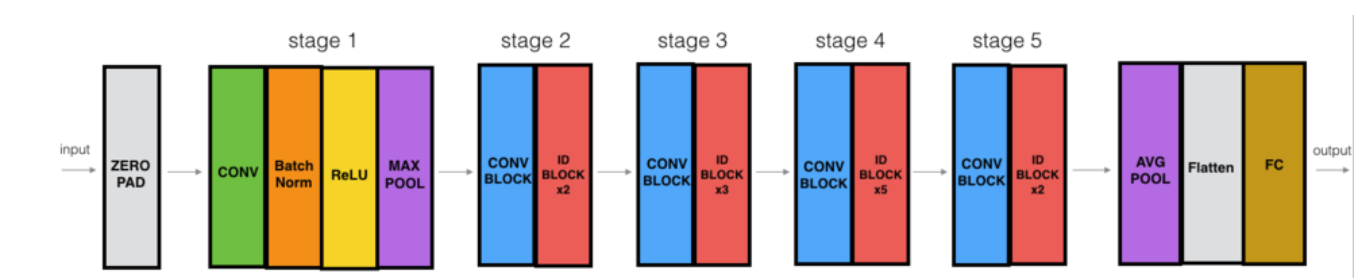 stage 1
stage 2
stage 3
stage 4
stage 5
input
ZERO
PAD
CONV
Batch
Norm
ReLU
MAX
POOL
CONV
BLOCK
ID
BLOCK
x2
CONV
BLOCK
ID
BLOCK
x3
CONV
BLOCK
ID
BLOCK
x5
CONV
BLOCK
ID
BLOCK
x2
AVG
POOL
Flatten
FC
output